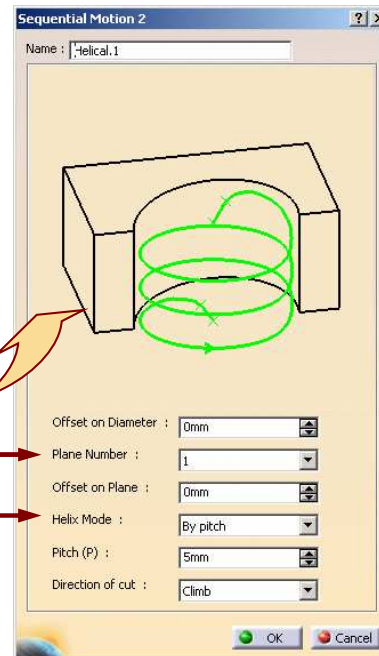 Sequential Motion 2
Name : Helical.1
Offset on Diameter : 0mm
Plane Number : 1
Offset on Plane : 0mm
Helix Mode : By pitch
Pitch (P) : 5mm
Direction of cut : Climb
OK Cancel